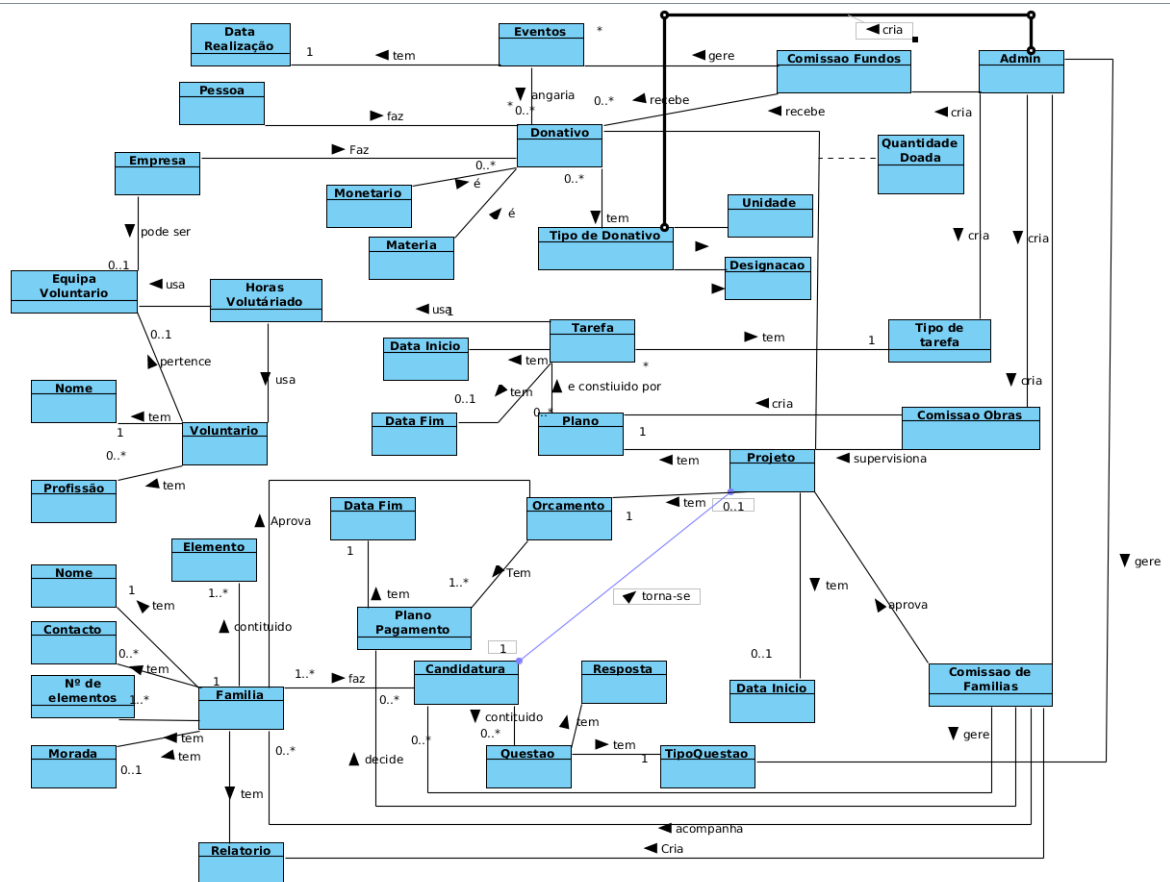 Data
Realização
1
◄ tem
Eventos
*
◄ gere
◄ cria
Comissao Fundos
Admin
Pessoa
► faz
▼ angaria
* 0..*
0..*
◄ recebe
► recebe
◄ cria
Donativo
Quantidade
Doada
Empresa
► Faz
0..*
0..*
Monetario
► é
Materia
é
▼ tem
Tipo de Donativo
Unidade
Designacao
▼ pode ser
0..1
▼ cria
▼ cria
Equipa
Voluntario
◄ usa
Horas
Volutáriado
◄ usa
1
Tarefa
► tem
1
Tipo de
tarefa
0..1
Data Inicio
◄ tem
*
pertence
▼ usa
tem
▲ e constiuido por
▼ cria
Nome
◄ tem
1
0..1
0..*
◄ cria
Data Fim
Plano
1
Comissao Obras
Voluntario
0..*
◄ tem
Projeto
◄ supervisiona
Profissão
◄ tem
Data Fim
Orcamento
◄ tem
0..1
1
▲ Aprova
Elemento
1
▼ gere
Nome
1
1..*
1..*
Tem
▼ tem
tem
▲ tem
torna-se
aprova
Plano
Pagamento
Contacto
▲ contituido
0..*
1
0..1
tem
1
1..*
► faz
Candidatura
Resposta
Comissao de
Familias
Nº de
elementos
1..*
Familia
0..*
Data Inicio
▼ contituido
▲ tem
◄ tem
0..*
0..*
0..*
▼ gere
Morada
◄ tem
0..1
▲ decide
Questao
► tem
1
TipoQuestao
▼ tem
◄ acompanha
Relatorio
◄ Cria